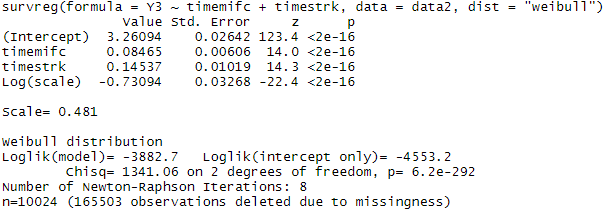 survreg(formula = Y3 ~ timemifc + timestrk, data = data2, dist = "weibull")
Value Std. Error z p
(Intercept) 3.26094 0.02642 123.4 <2e-16
timemifc 0.08465 0.00606 14.0 <2e-16
timestrk 0.14537 0.01019 14.3 <2e-16
Log(scale) -0.73094 0.03268 -22.4 <2e-16
Scale= 0.481
Weibull distribution
Loglik(model)= -3882.7 Loglik(intercept only)= -4553.2
Chisq= 1341.06 on 2 degrees of freedom, p= 6.2e-292
Number of Newton-Raphson Iterations: 8
n=10024 (165503 observations deleted due to missingness)